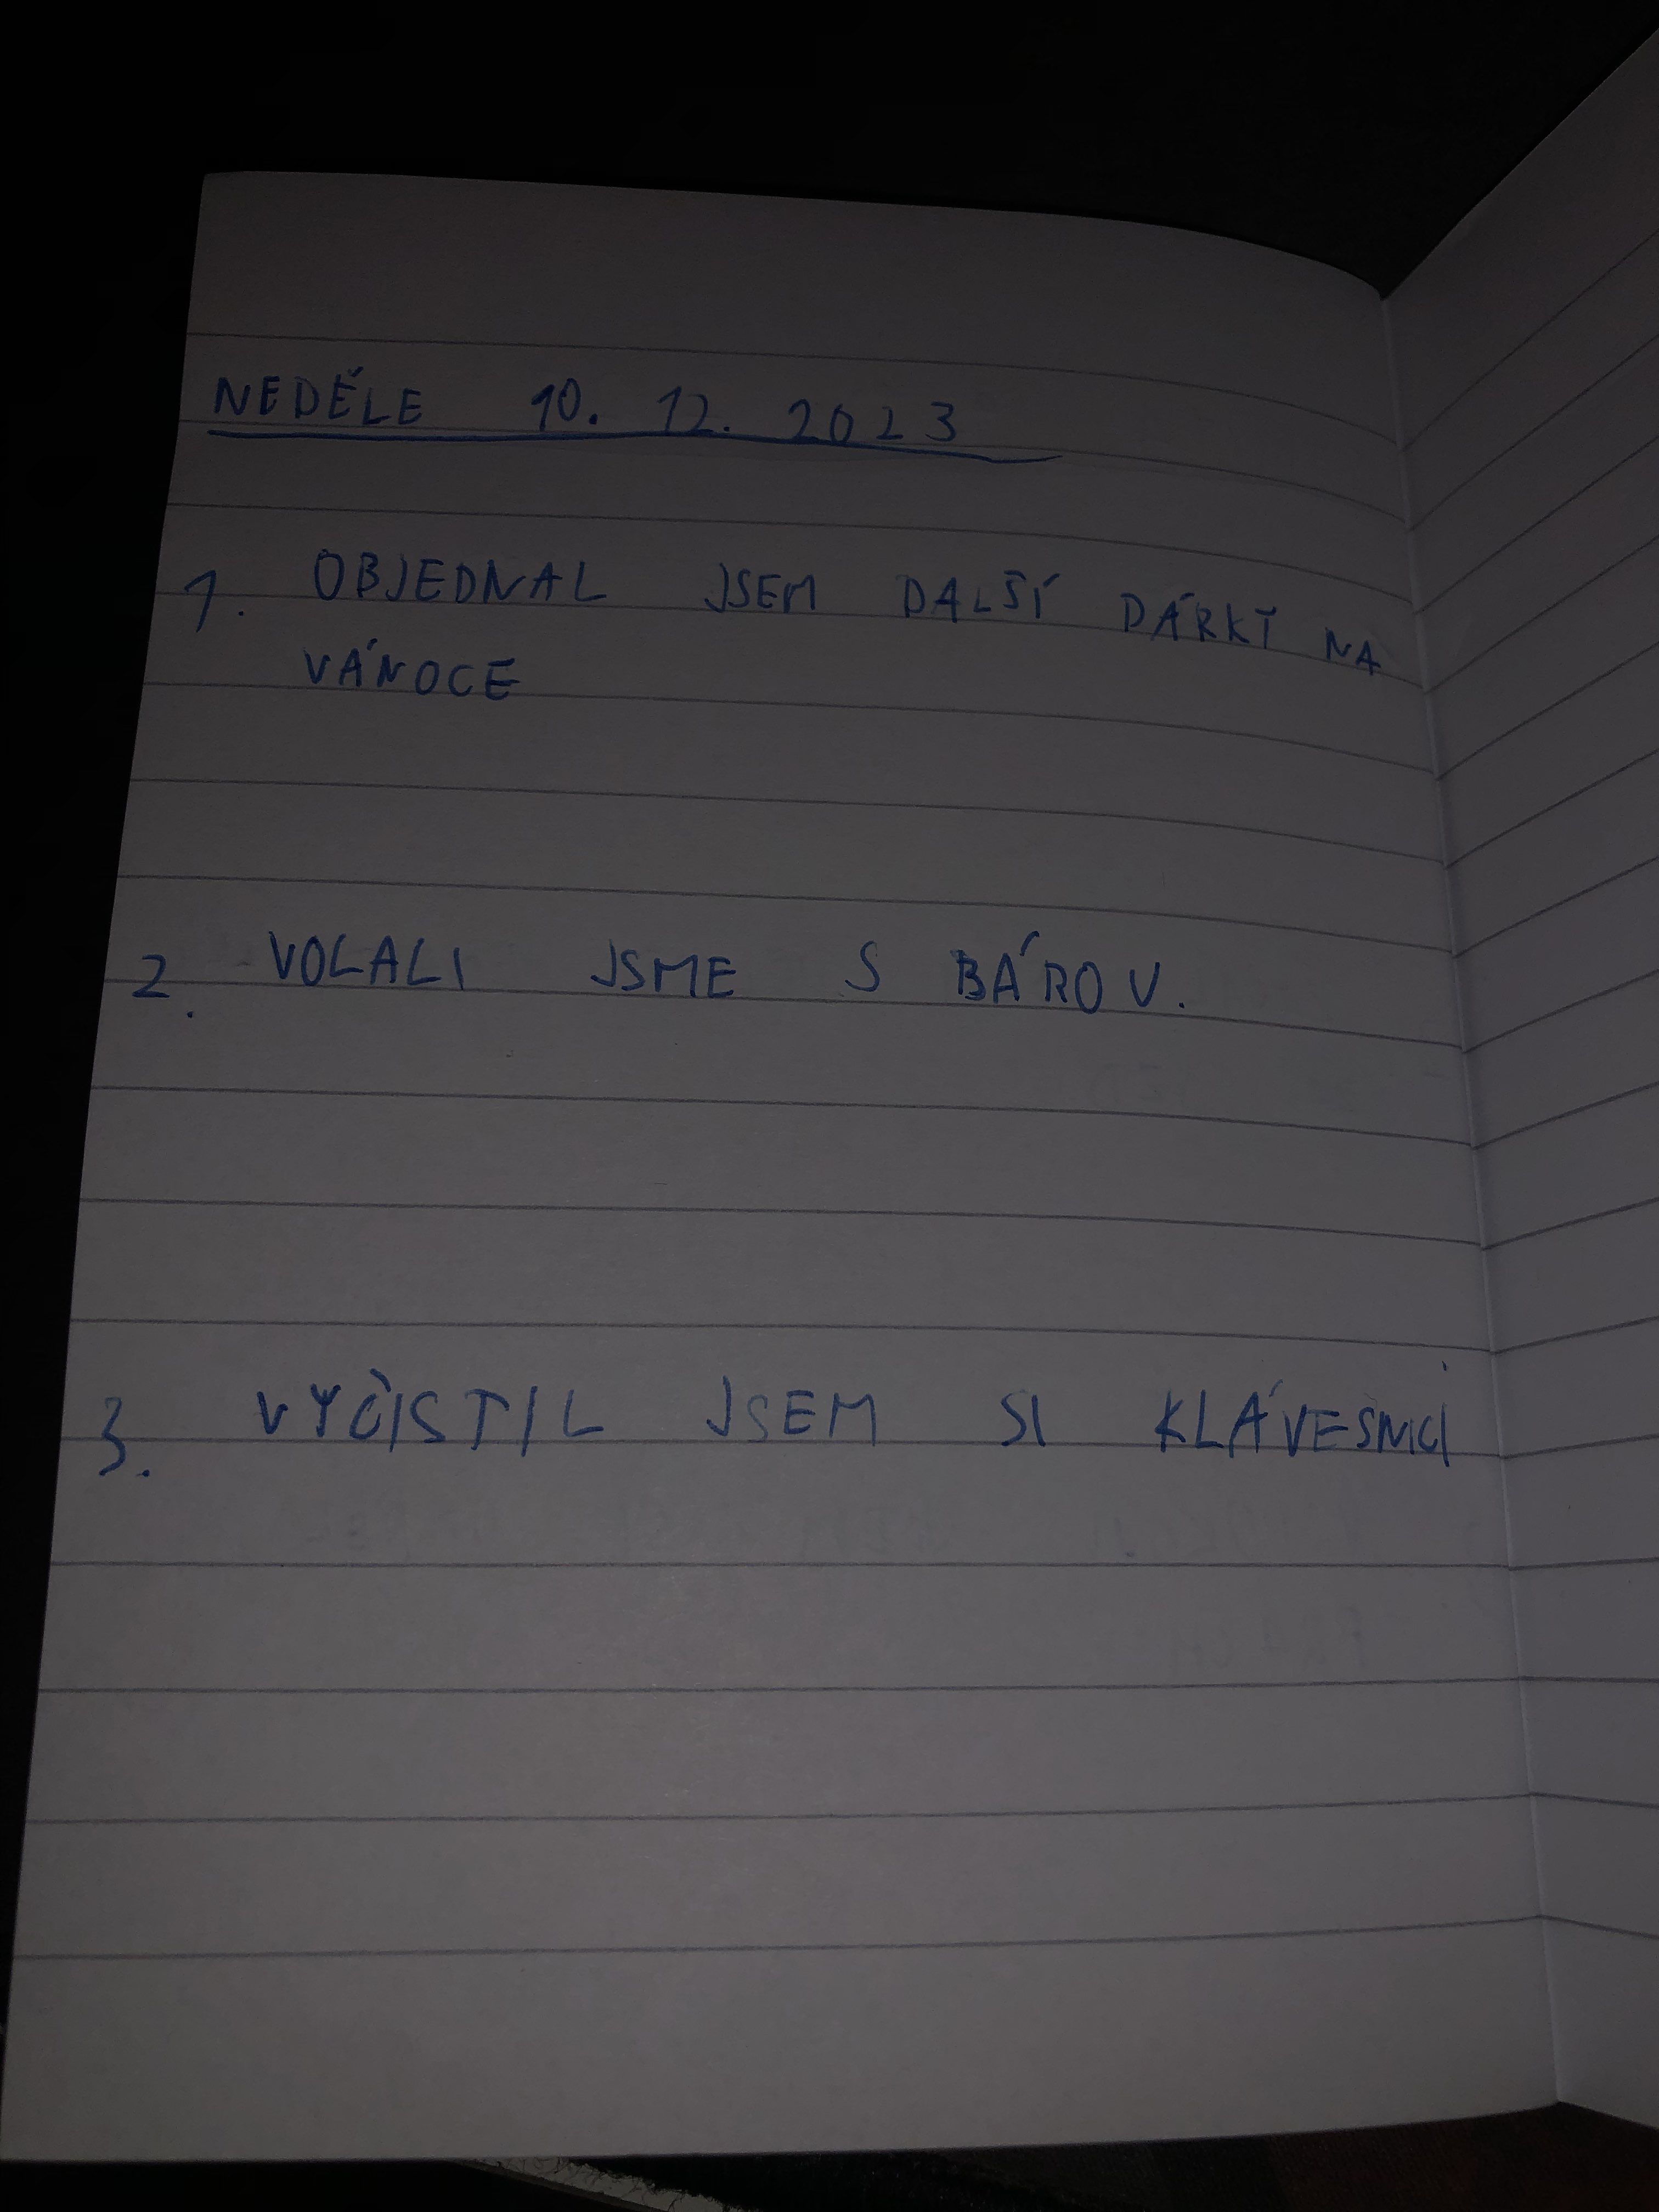 NEDĚLE 10. 12. 2023
1. OBJEDNAL JSEM DALŠÍ DÁRKY NA
VÁNOCE
2. VOLALI JSME S BÁROU.
3. VYČISTIL JSEM SI KLÁVESNICI